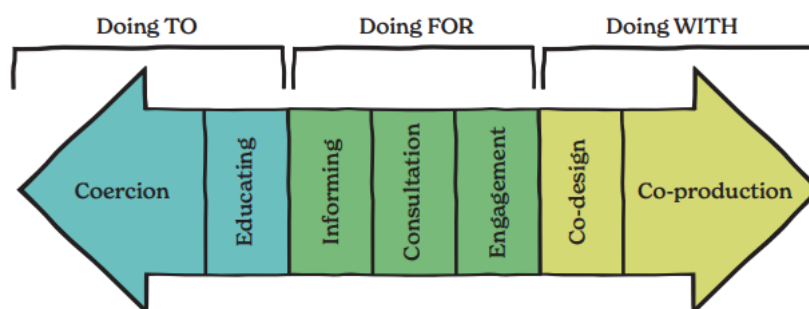 Doing TO
Doing FOR
Doing WITH
Coercion
Educating
Informing
Consultation
Engagement
Co-design
Co-production